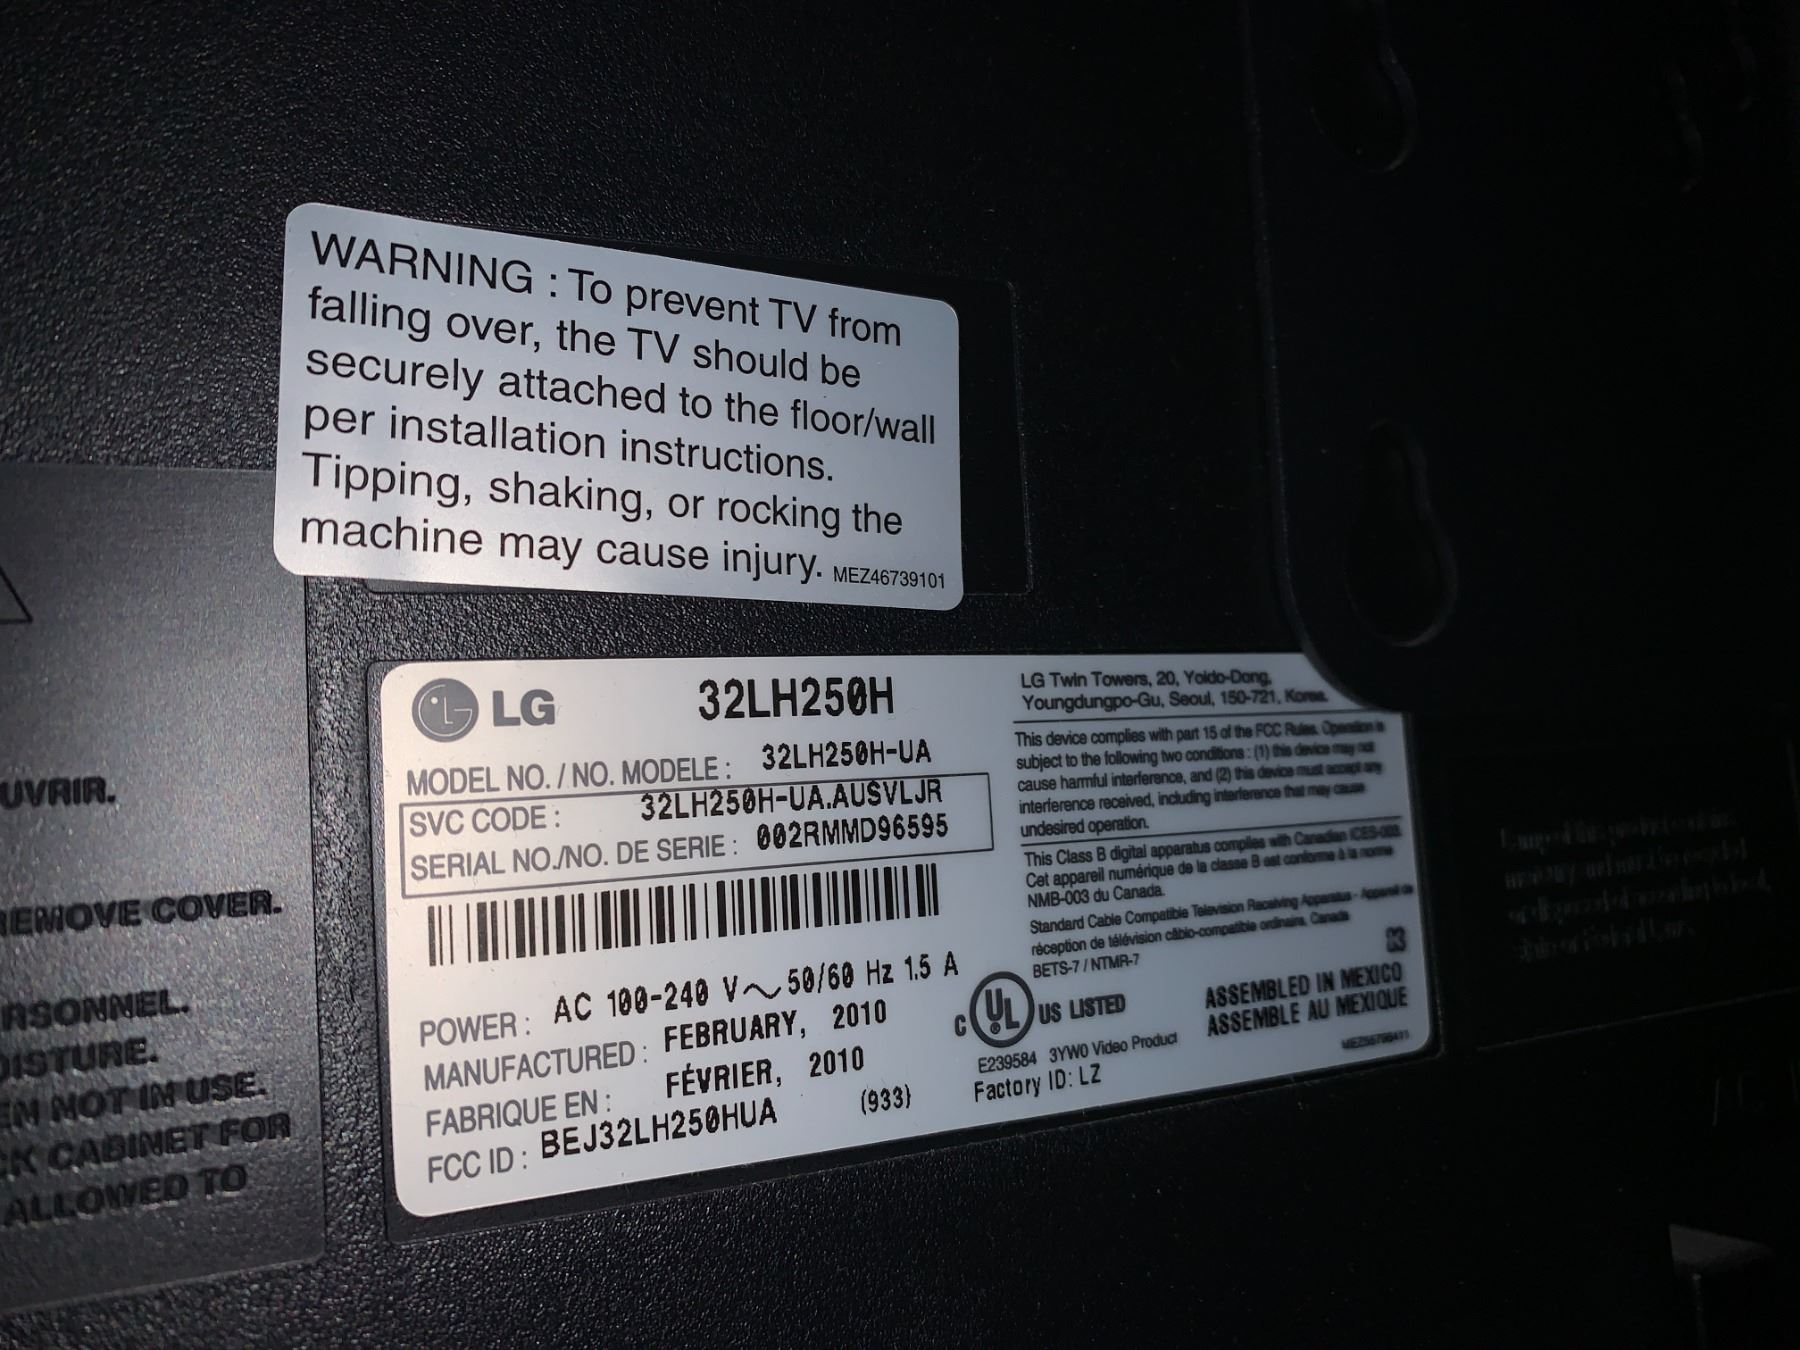 WARNING : To prevent TV from
falling over, the TV should be
securely attached to the floor/wall
per installation instructions.
Tipping, shaking, or rocking the
machine may cause injury. MEZ46739101
UVRIR.
REMOVE COVER.
RSONNEL.
OISTURE.
EN NOT IN USE.
CK CABINET FOR
ALLOWED TO
LG
32LH250H
MODEL NO. / NO. MODELE : 32LH250H-UA
SVC CODE : 32LH250H-UA.AUSVLJR
SERIAL NO./NO. DE SERIE : 002RMMD96595
POWER : AC 100-240 V~ 50/60 Hz 1.5 A
MANUFACTURED : FEBRUARY, 2010
FABRIQUE EN : FÉVRIER, 2010
FCC ID : BEJ32LH250HUA (933)
LG Twin Towers, 20, Yoido-Dong,
Youngdungpo-Gu, Seoul, 150-721, Korea
This device complies with part 15 of the FCC Rules. Operation is
subject to the following two conditions : (1) this device may not
cause harmful interference, and (2) this device must accept any
interference received, including interference that may cause
undesired operation.
This Class B digital apparatus complies with Canadian ICES-003.
Cet appareil numérique de la classe B est conforme à la norme
NMB-003 du Canada.
Standard Cable Compatible Television Receiving Apparatus - Appareil de
réception de télévision câblo-compatible ordinaire, Canada
BETS-7 / NTMR-7
C UL US LISTED
E239584 3YW0 Video Product
Factory ID: LZ
ASSEMBLED IN MEXICO
ASSEMBLE AU MEXIQUE
AC